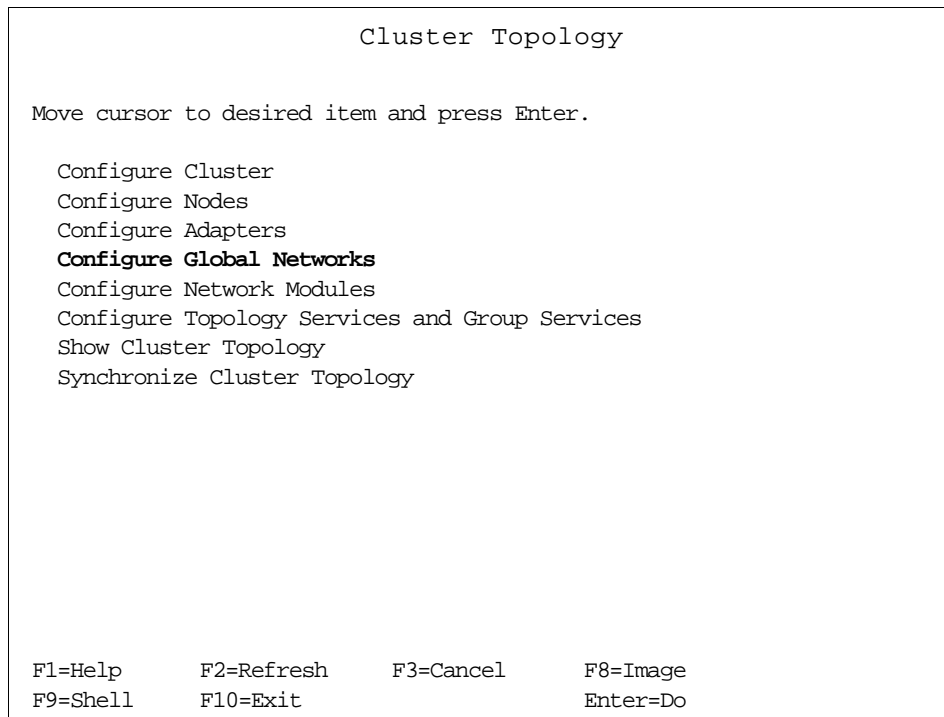 Cluster Topology
Move cursor to desired item and press Enter.
Configure Cluster
Configure Nodes
Configure Adapters
Configure Global Networks
Configure Network Modules
Configure Topology Services and Group Services
Show Cluster Topology
Synchronize Cluster Topology
F1=Help F2=Refresh F3=Cancel F8=Image
F9=Shell F10=Exit Enter=Do